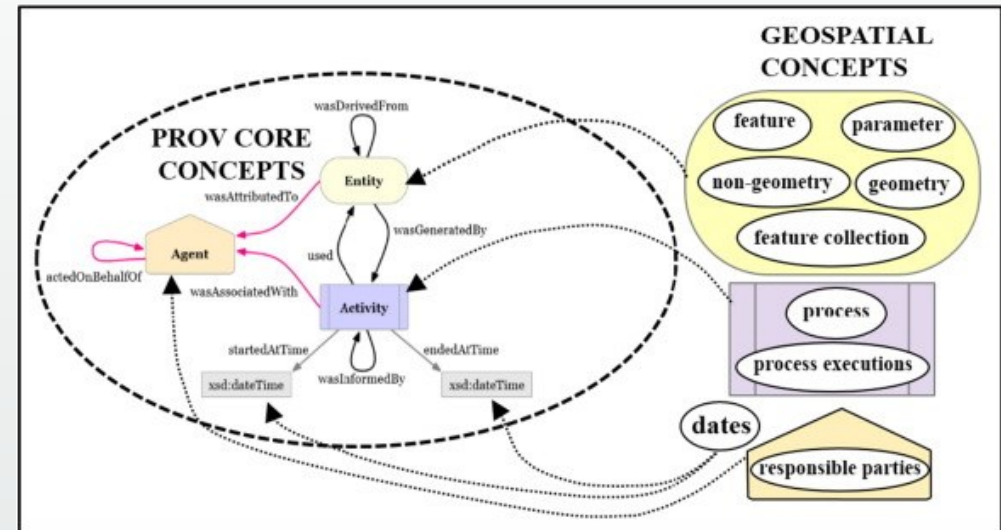 GEOSPATIAL
CONCEPTS
PROV CORE
CONCEPTS
wasDerivedFrom
Entity
wasAttributedTo
wasGeneratedBy
used
Agent
actedOnBehalfOf
wasAssociatedWith
Activity
startedAtTime
endedAtTime
wasInformedBy
xsd:dateTime
xsd:dateTime
feature
parameter
non-geometry
geometry
feature collection
process
process executions
dates
responsible parties